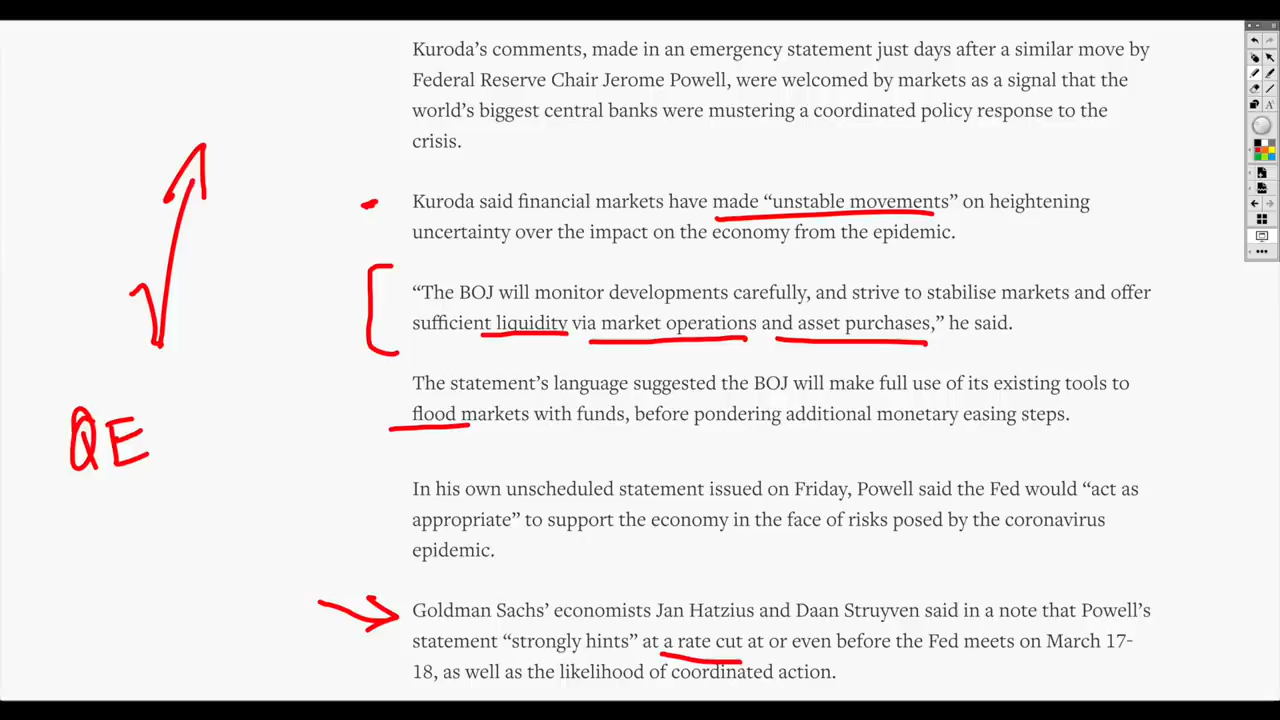 Kuroda's comments, made in an emergency statement just days after a similar move by
Federal Reserve Chair Jerome Powell, were welcomed by markets as a signal that the
world's biggest central banks were mustering a coordinated policy response to the
crisis.
Kuroda said financial markets have made “unstable movements” on heightening
uncertainty over the impact on the economy from the epidemic.
“The BOJ will monitor developments carefully, and strive to stabilise markets and offer
sufficient liquidity via market operations and asset purchases,” he said.
The statement's language suggested the BOJ will make full use of its existing tools to
flood markets with funds, before pondering additional monetary easing steps.
QE
In his own unscheduled statement issued on Friday, Powell said the Fed would “act as
appropriate” to support the economy in the face of risks posed by the coronavirus
epidemic.
Goldman Sachs' economists Jan Hatzius and Daan Struyven said in a note that Powell's
statement “strongly hints” at a rate cut at or even before the Fed meets on March 17-
18, as well as the likelihood of coordinated action.